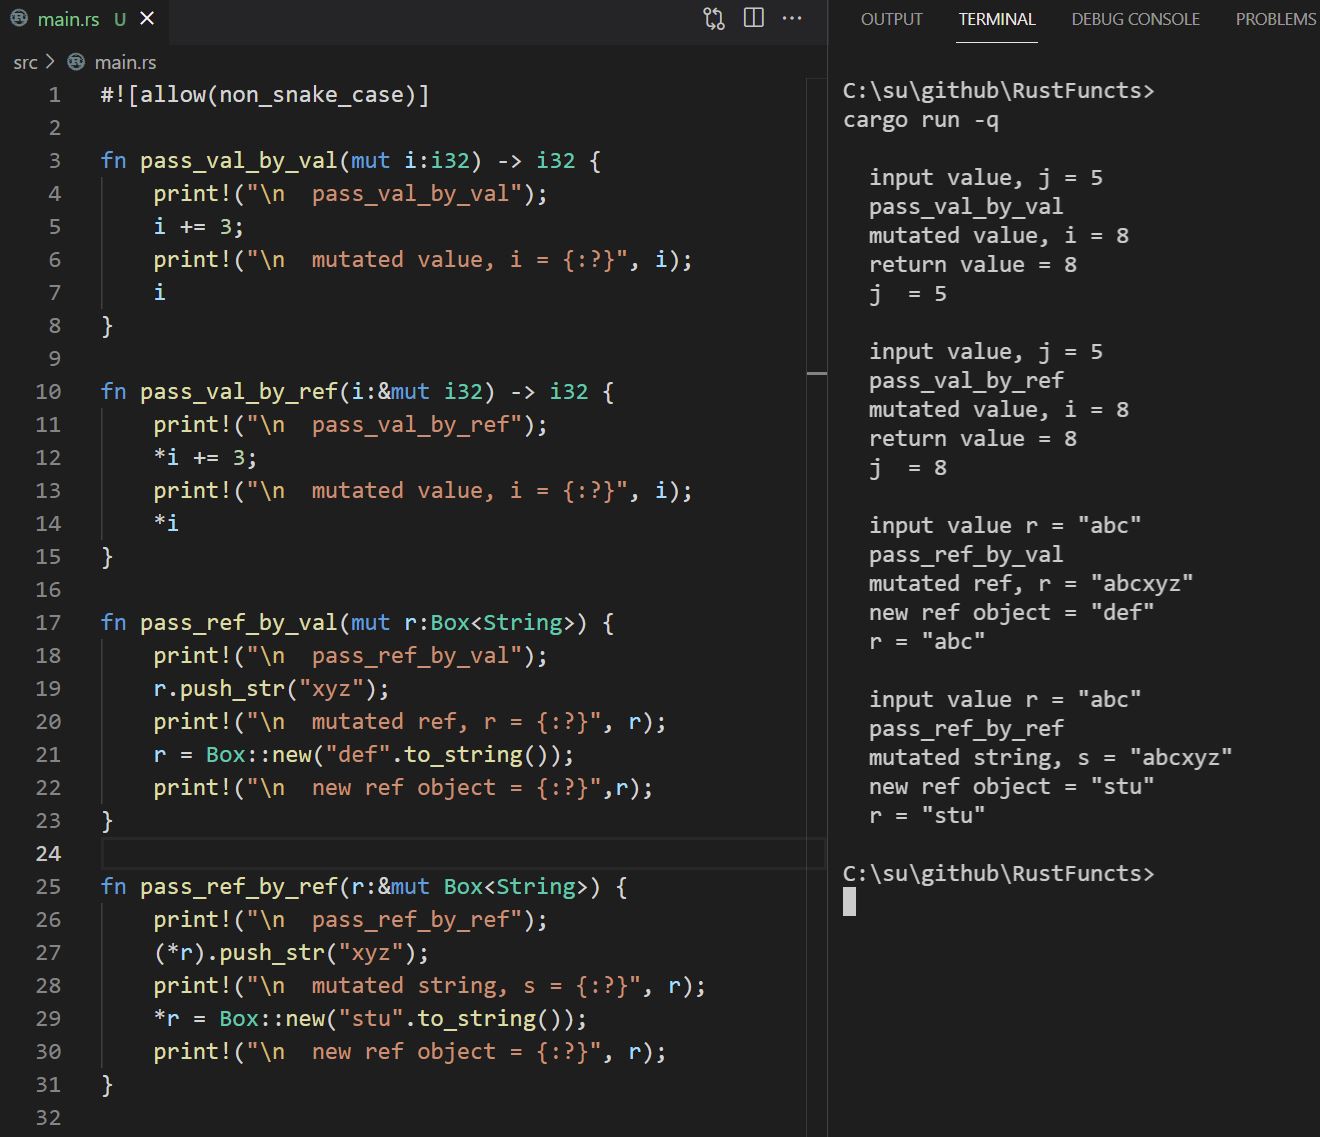 main.rs U
src > main.rs
1 #![allow(non_snake_case)]
2
3 fn pass_val_by_val(mut i:i32) -> i32 {
4     print!("\n  pass_val_by_val");
5     i += 3;
6     print!("\n  mutated value, i = {:?}", i);
7     i
8 }
9
10 fn pass_val_by_ref(i:&mut i32) -> i32 {
11     print!("\n  pass_val_by_ref");
12     *i += 3;
13     print!("\n  mutated value, i = {:?}", i);
14     *i
15 }
16
17 fn pass_ref_by_val(mut r:Box<String>) {
18     print!("\n  pass_ref_by_val");
19     r.push_str("xyz");
20     print!("\n  mutated ref, r = {:?}", r);
21     r = Box::new("def".to_string());
22     print!("\n  new ref object = {:?}",r);
23 }
24
25 fn pass_ref_by_ref(r:&mut Box<String>) {
26     print!("\n  pass_ref_by_ref");
27     (*r).push_str("xyz");
28     print!("\n  mutated string, s = {:?}", r);
29     *r = Box::new("stu".to_string());
30     print!("\n  new ref object = {:?}", r);
31 }
32
OUTPUT TERMINAL DEBUG CONSOLE PROBLEMS
C:\su\github\RustFuncts>
cargo run -q
  input value, j = 5
  pass_val_by_val
  mutated value, i = 8
  return value = 8
  j  = 5
  input value, j = 5
  pass_val_by_ref
  mutated value, i = 8
  return value = 8
  j  = 8
  input value r = "abc"
  pass_ref_by_val
  mutated ref, r = "abcxyz"
  new ref object = "def"
  r = "abc"
  input value r = "abc"
  pass_ref_by_ref
  mutated string, s = "abcxyz"
  new ref object = "stu"
  r = "stu"
C:\su\github\RustFuncts>